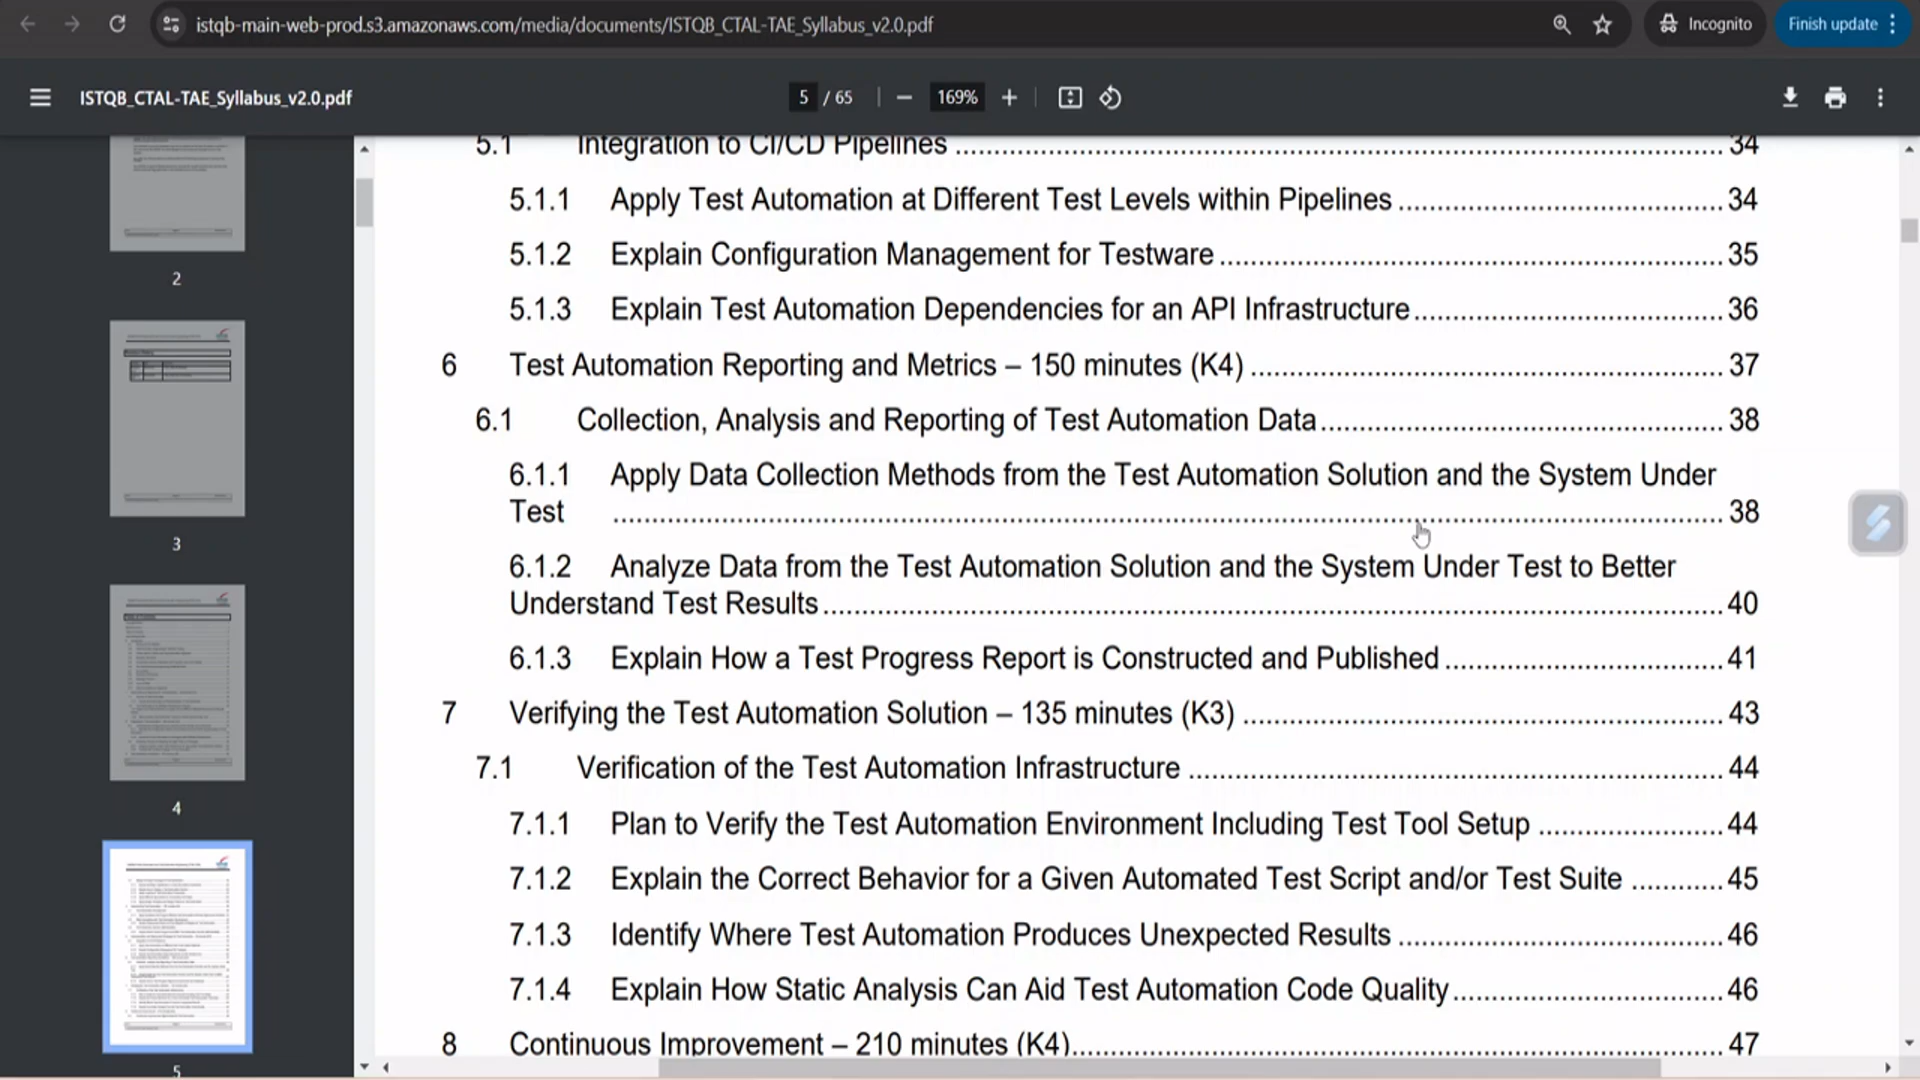 istqb-main-web-prod.s3.amazonaws.com/media/documents/ISTQB_CTAL-TAE_Syllabus_v2.0.pdf
Incognito
Finish update
ISTQB_CTAL-TAE_Syllabus_v2.0.pdf
5 / 65
169%
2
3
4
5
5.1 Integration to CI/CD Pipelines 34
5.1.1 Apply Test Automation at Different Test Levels within Pipelines 34
5.1.2 Explain Configuration Management for Testware 35
5.1.3 Explain Test Automation Dependencies for an API Infrastructure 36
6 Test Automation Reporting and Metrics – 150 minutes (K4) 37
6.1 Collection, Analysis and Reporting of Test Automation Data 38
6.1.1 Apply Data Collection Methods from the Test Automation Solution and the System Under
Test 38
6.1.2 Analyze Data from the Test Automation Solution and the System Under Test to Better
Understand Test Results 40
6.1.3 Explain How a Test Progress Report is Constructed and Published 41
7 Verifying the Test Automation Solution – 135 minutes (K3) 43
7.1 Verification of the Test Automation Infrastructure 44
7.1.1 Plan to Verify the Test Automation Environment Including Test Tool Setup 44
7.1.2 Explain the Correct Behavior for a Given Automated Test Script and/or Test Suite 45
7.1.3 Identify Where Test Automation Produces Unexpected Results 46
7.1.4 Explain How Static Analysis Can Aid Test Automation Code Quality 46
8 Continuous Improvement – 210 minutes (K4) 47